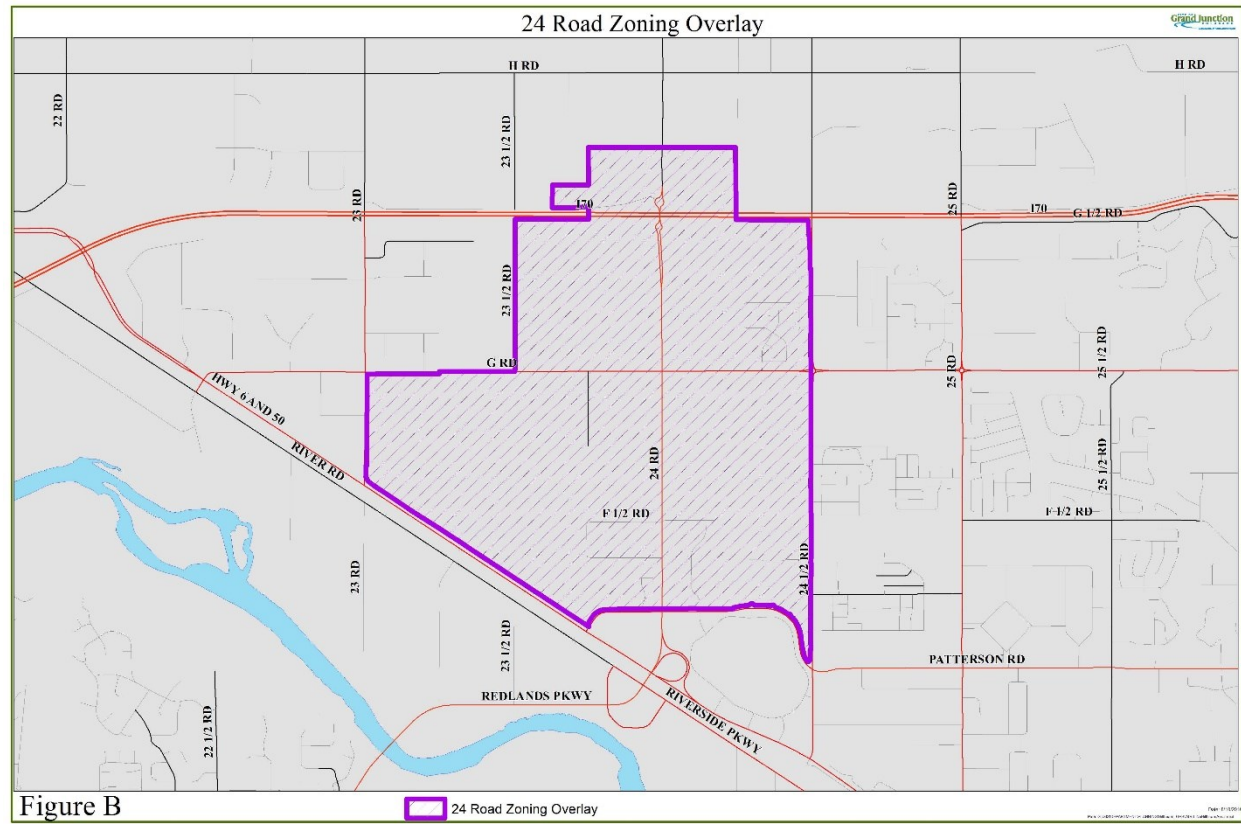 24 Road Zoning Overlay
Grand Junction
H RD
H RD
22 RD
23 1/2 RD
23 RD
25 RD
I70
I70
G 1/2 RD
23 1/2 RD
G RD
25 RD
25 1/2 RD
HWY 6 AND 50
RIVER RD
24 RD
25 1/2 RD
F 1/2 RD
F 1/2 RD
23 RD
24 1/2 RD
23 1/2 RD
PATTERSON RD
REDLANDS PKWY
RIVERSIDE PKWY
22 1/2 RD
Figure B
24 Road Zoning Overlay